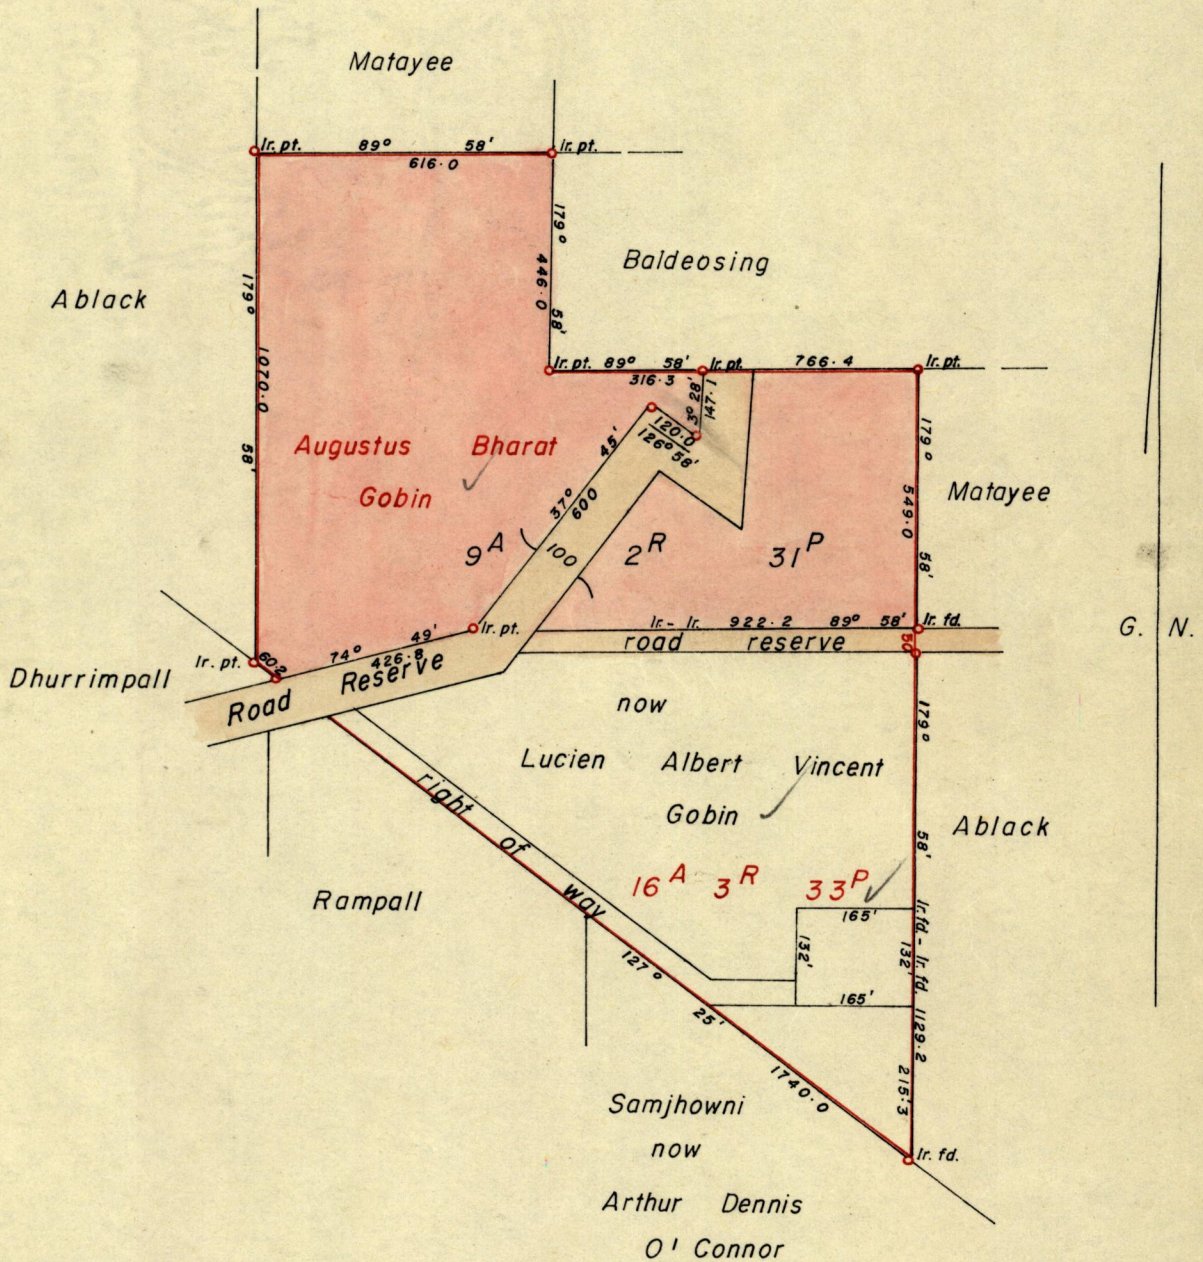 Matayee
Ir. pt. 89° 58' Ir. pt.
616·0
179° 446·0 58'
Baldeosing
Ablack
179° 1070·0 58'
Ir. pt. 89° 58' Ir. pt. 766·4 Ir. pt.
316·3
3° 28'
147·1
120·0
126° 58'
Augustus Bharat
Gobin
37° 45'
600
100
179° 549·0 58'
Matayee
9A 2R 31P
Ir. pt.
Ir. - Ir. 922·2 89° 58' Ir. fd.
road reserve
50
G. N.
Ir. pt. 60·2
74° 49'
426·8
Road Reserve
Dhurrimpall
now
Lucien Albert Vincent
Gobin
179° 58'
Ablack
right of way
16A 3R 33P
Rampall
165'
132'
132'
Ir. fd. - Ir. fd. 1129·2
165'
127° 25'
1740·0
215·3
Ir. fd.
Samjhowni
now
Arthur Dennis
O' Connor